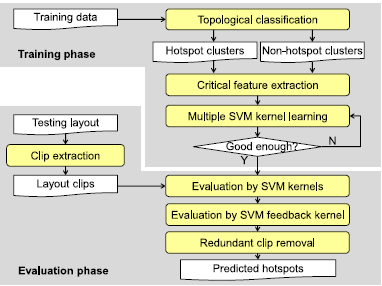 Training data
Topological classification
Training phase
Hotspot clusters
Non-hotspot clusters
Critical feature extraction
Multiple SVM kernel learning
Good enough?
N
Y
Testing layout
Clip extraction
Layout clips
Evaluation by SVM kernels
Evaluation by SVM feedback kernel
Redundant clip removal
Evaluation phase
Predicted hotspots